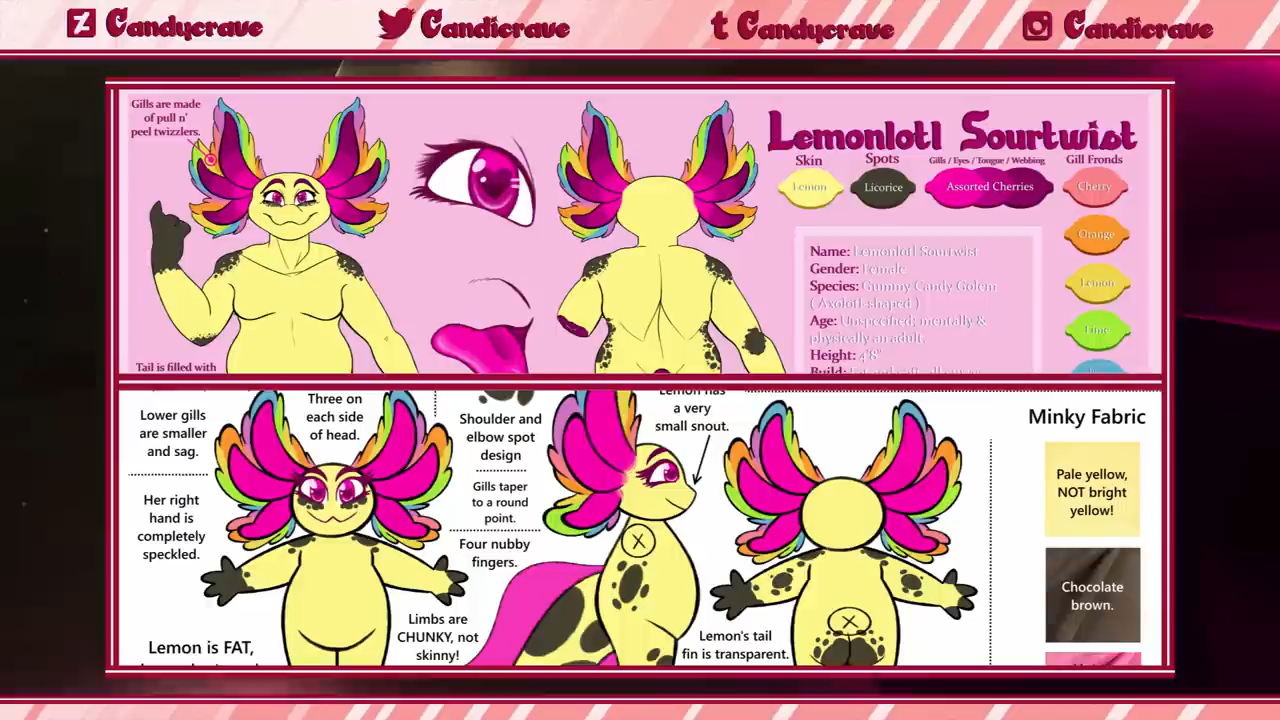 Candycrave
Candicrave
Candycrave
Candicrave
Gills are made
of pull n'
peel twizzlers.
Tail is filled with
Lemonlotl Sourtwist
Skin
Spots
Gills / Eyes / Tongue / Webbing
Gill Fronds
Lemon
Licorice
Assorted Cherries
Cherry
Orange
Lemon
Lime
Name: Lemonlotl Sourtwist
Gender: Female
Species: Gummy Candy Golem
( Axolotl shaped )
Age: Unspecified; mentally &
physically an adult.
Height: 4'8"
Build:
Lower gills
are smaller
and sag.
Three on
each side
of head.
Her right
hand is
completely
speckled.
Lemon is FAT,
Shoulder and
elbow spot
design
Gills taper
to a round
point.
Four nubby
fingers.
Limbs are
CHUNKY, not
skinny!
Lemon has
a very
small snout.
Lemon's tail
fin is transparent.
Minky Fabric
Pale yellow,
NOT bright
yellow!
Chocolate
brown.